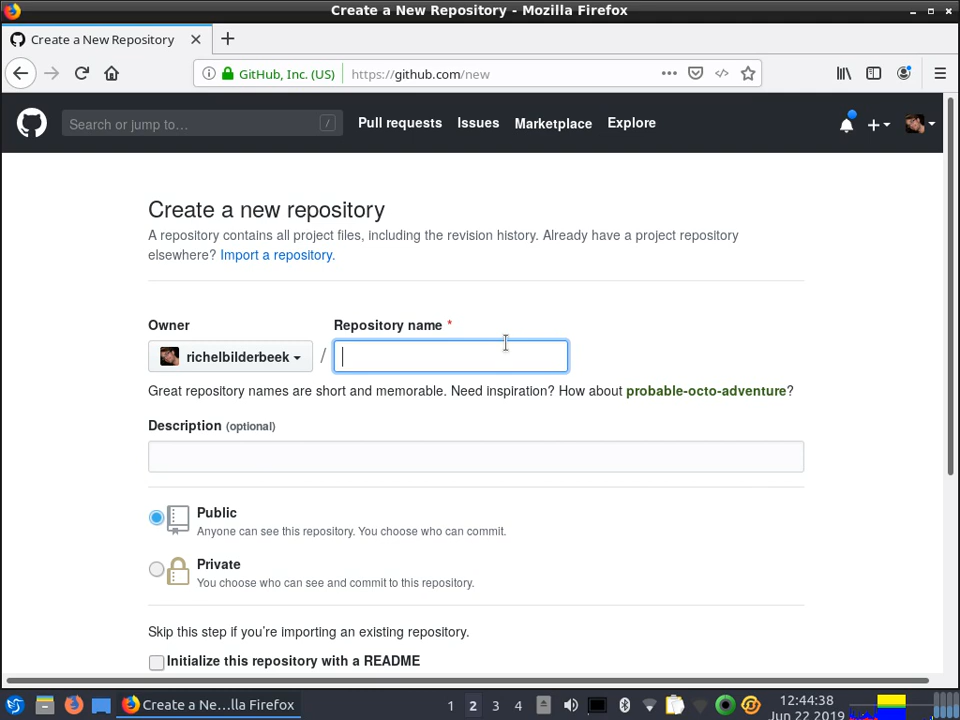 Create a New Repository - Mozilla Firefox
Create a New Repository
GitHub, Inc. (US)
https://github.com/new
Search or jump to…
/
Pull requests
Issues
Marketplace
Explore
Create a new repository
A repository contains all project files, including the revision history. Already have a project repository
elsewhere? Import a repository.
Owner
Repository name *
richelbilderbeek
/
Great repository names are short and memorable. Need inspiration? How about probable-octo-adventure?
Description (optional)
Public
Anyone can see this repository. You choose who can commit.
Private
You choose who can see and commit to this repository.
Skip this step if you’re importing an existing repository.
Initialize this repository with a README
Create a Ne…lla Firefox
1 2 3 4
12:44:38
Jun 22 2019